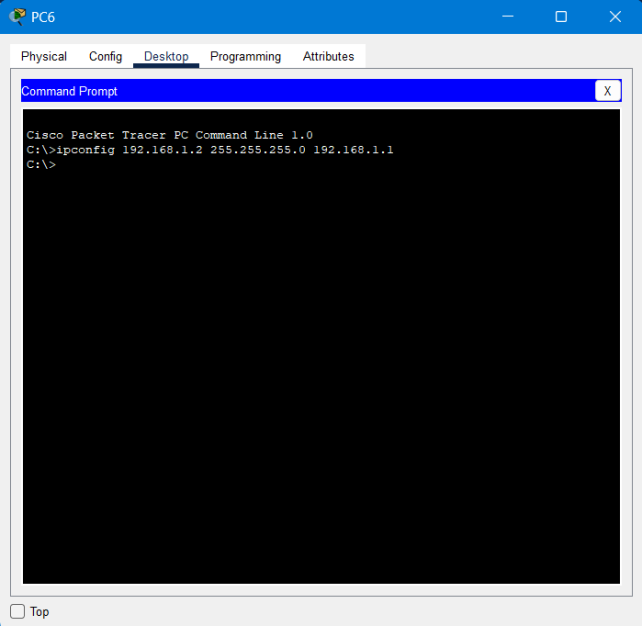 PC6
Physical Config Desktop Programming Attributes
Command Prompt
X
Cisco Packet Tracer PC Command Line 1.0
C:\>ipconfig 192.168.1.2 255.255.255.0 192.168.1.1
C:\>
Top